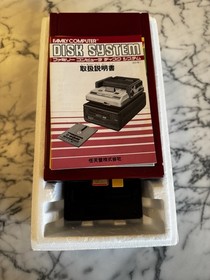 FAMILY COMPUTER™
DISK SYSTEM
ファミリー コンピュータ ディスク システム
取扱説明書
任天堂株式会社